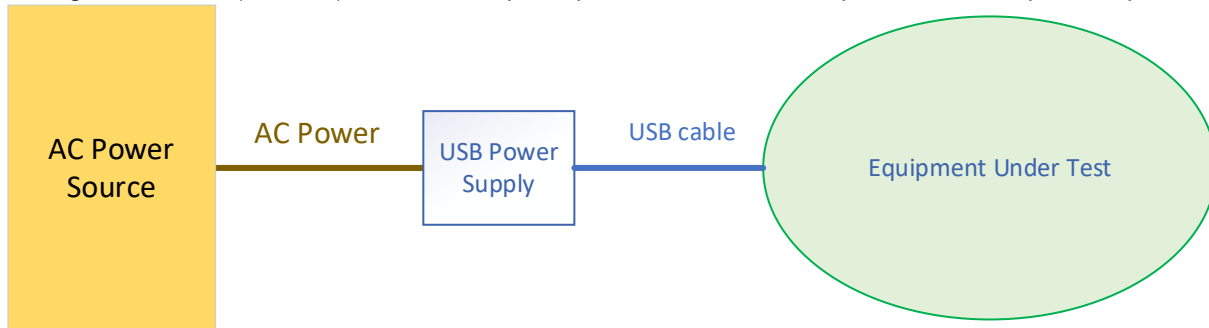 AC Power
Source
AC Power
USB Power
Supply
USB cable
Equipment Under Test